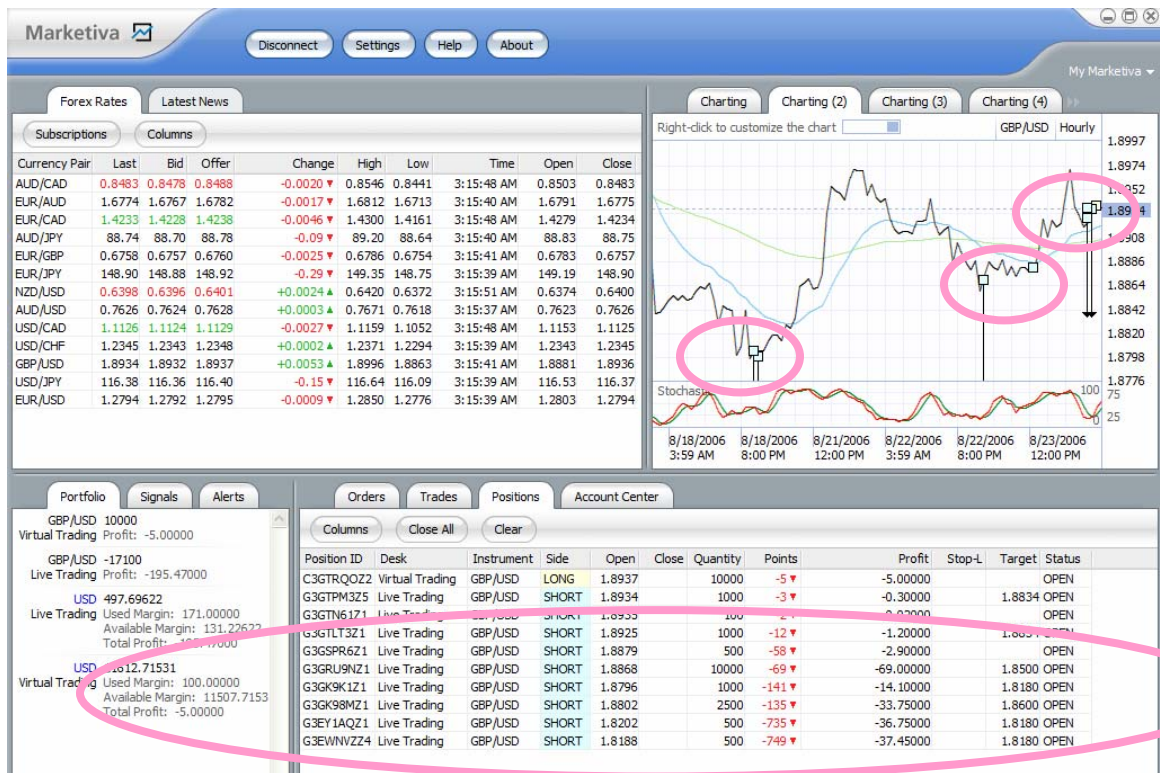 Marketiva
Disconnect Settings Help About
My Marketiva
Forex Rates Latest News
Subscriptions Columns
Currency Pair Last Bid Offer Change High Low Time Open Close
AUD/CAD 0.8483 0.8478 0.8488 -0.0020 ▼ 0.8546 0.8441 3:15:48 AM 0.8503 0.8483
EUR/AUD 1.6774 1.6767 1.6782 -0.0017 ▼ 1.6812 1.6713 3:15:40 AM 1.6791 1.6775
EUR/CAD 1.4233 1.4228 1.4238 -0.0046 ▼ 1.4300 1.4161 3:15:48 AM 1.4279 1.4234
AUD/JPY 88.74 88.70 88.78 -0.09 ▼ 89.20 88.64 3:15:40 AM 88.83 88.75
EUR/GBP 0.6758 0.6757 0.6760 -0.0025 ▼ 0.6786 0.6754 3:15:41 AM 0.6783 0.6757
EUR/JPY 148.90 148.88 148.92 -0.29 ▼ 149.35 148.75 3:15:39 AM 149.19 148.90
NZD/USD 0.6398 0.6396 0.6401 +0.0024 ▲ 0.6420 0.6372 3:15:51 AM 0.6374 0.6400
AUD/USD 0.7626 0.7624 0.7628 +0.0003 ▲ 0.7671 0.7618 3:15:37 AM 0.7623 0.7626
USD/CAD 1.1126 1.1124 1.1129 -0.0027 ▼ 1.1159 1.1052 3:15:48 AM 1.1153 1.1125
USD/CHF 1.2345 1.2343 1.2348 +0.0002 ▲ 1.2371 1.2294 3:15:39 AM 1.2343 1.2345
GBP/USD 1.8934 1.8932 1.8937 +0.0053 ▲ 1.8996 1.8863 3:15:41 AM 1.8881 1.8936
USD/JPY 116.38 116.36 116.40 -0.15 ▼ 116.64 116.09 3:15:39 AM 116.53 116.37
EUR/USD 1.2794 1.2792 1.2795 -0.0009 ▼ 1.2850 1.2776 3:15:39 AM 1.2803 1.2794
Charting Charting (2) Charting (3) Charting (4)
Right-click to customize the chart GBP/USD Hourly
1.8997
1.8974
1.8908
1.8886
1.8864
1.8842
1.8820
1.8798
1.8776
100
75
25
0
8/18/2006 8/18/2006 8/21/2006 8/22/2006 8/22/2006 8/23/2006
3:59 AM 8:00 PM 12:00 PM 3:59 AM 8:00 PM 12:00 PM
Portfolio Signals Alerts
GBP/USD 10000
Virtual Trading Profit: -5.00000
GBP/USD -17100
Live Trading Profit: -195.47000
USD 497.69622
Live Trading Used Margin: 171.00000
Available Margin: 131.22622
Total Profit:
USD
Virtual Trading Used Margin: 100.00000
Available Margin: 11507.7153
Total Profit: -5.00000
Orders Trades Positions Account Center
Columns Close All Clear
Position ID Desk Instrument Side Open Close Quantity Points Profit Stop-L Target Status
C3GTRQOZ2 Virtual Trading GBP/USD LONG 1.8937 10000 -5 ▼ -5.00000 OPEN
G3GTPM3Z5 Live Trading GBP/USD SHORT 1.8934 1000 -3 ▼ -0.30000 1.8834 OPEN
G3GTN61Z1 Live Trading GBP/USD SHORT 100 OPEN
G3GTLT3Z1 Live Trading GBP/USD SHORT 1.8925 1000 -12 ▼ -1.20000 OPEN
G3GSPR6Z1 Live Trading GBP/USD SHORT 1.8879 500 -58 ▼ -2.90000 OPEN
G3GRU9NZ1 Live Trading GBP/USD SHORT 1.8868 10000 -69 ▼ -69.00000 1.8500 OPEN
G3GK9K1Z1 Live Trading GBP/USD SHORT 1.8796 1000 -141 ▼ -14.10000 1.8180 OPEN
G3GK98MZ1 Live Trading GBP/USD SHORT 1.8802 2500 -135 ▼ -33.75000 1.8600 OPEN
G3EY1AQZ1 Live Trading GBP/USD SHORT 1.8202 500 -735 ▼ -36.75000 1.8180 OPEN
G3EWNVZZ4 Live Trading GBP/USD SHORT 1.8188 500 -749 ▼ -37.45000 1.8180 OPEN